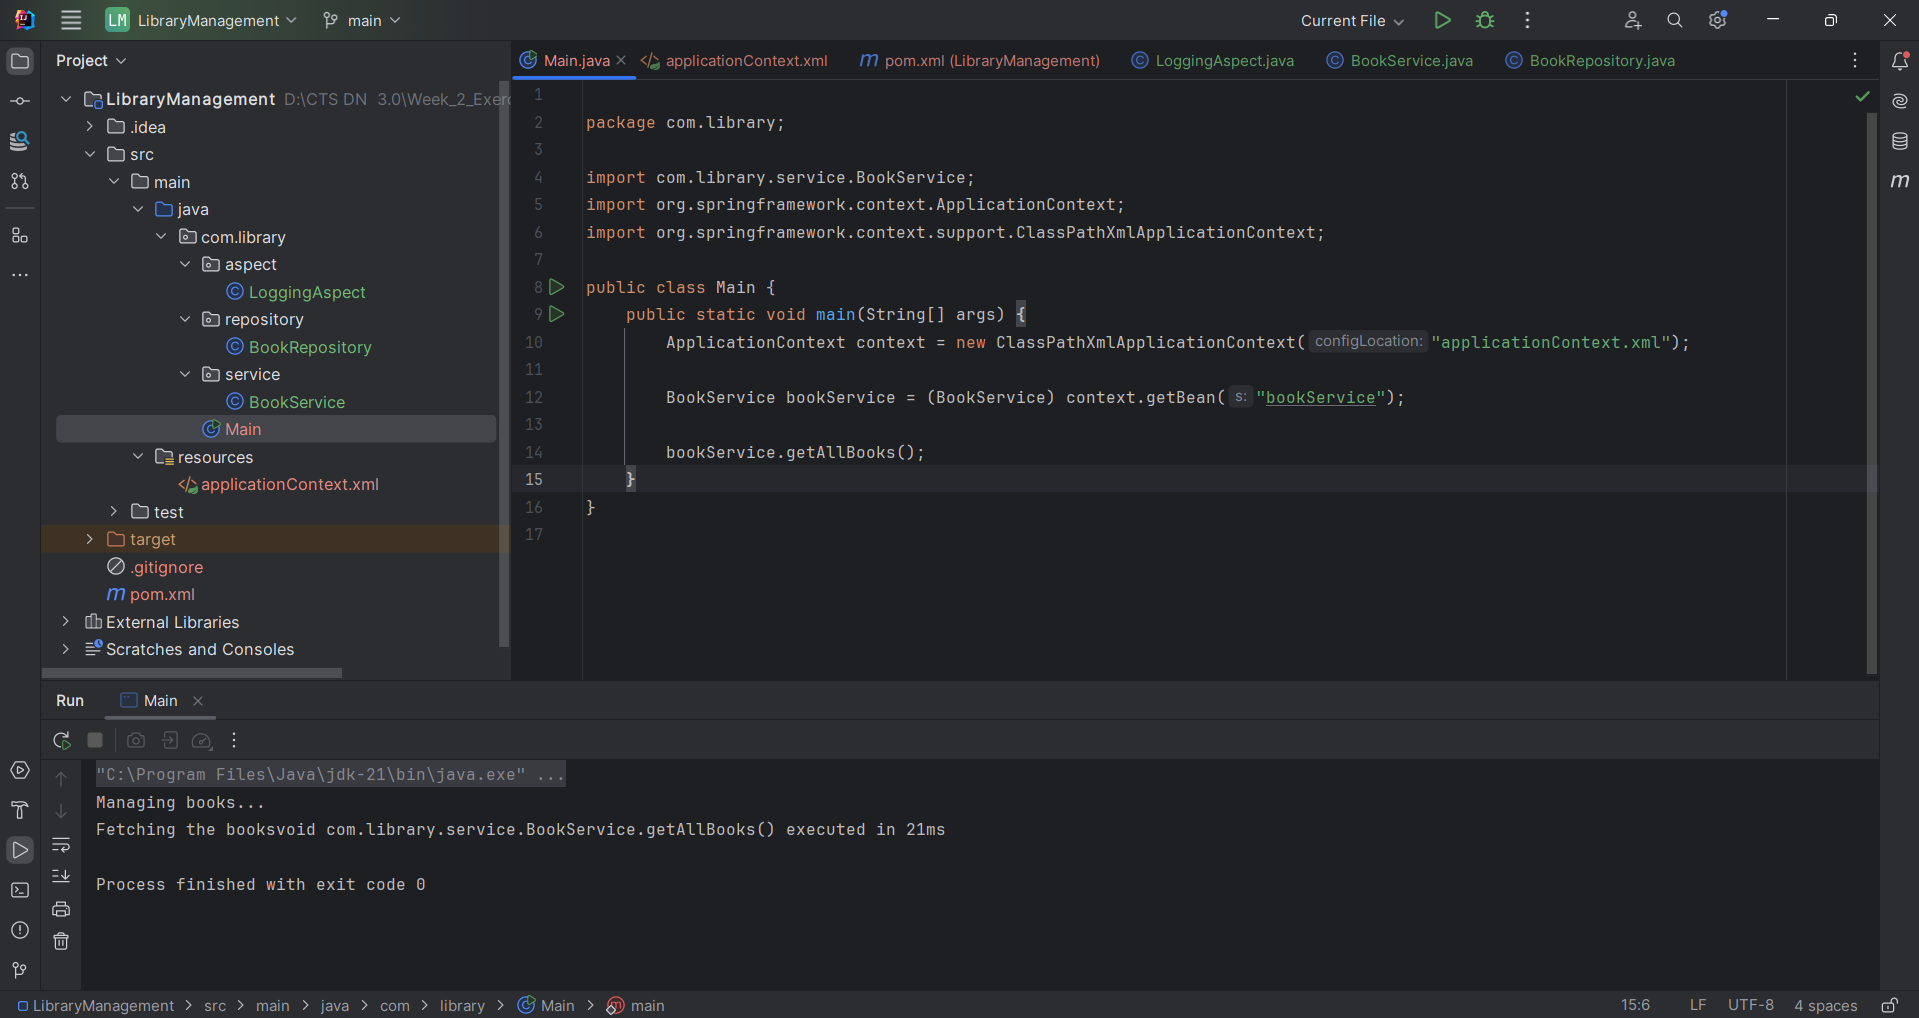 LM LibraryManagement main Current File
Project
Main.java applicationContext.xml m pom.xml (LibraryManagement) LoggingAspect.java BookService.java BookRepository.java
LibraryManagement D:\CTS DN 3.0\Week_2_Exer
.idea
src
main
java
com.library
aspect
LoggingAspect
repository
BookRepository
service
BookService
Main
resources
applicationContext.xml
test
target
.gitignore
m pom.xml
External Libraries
Scratches and Consoles
1
2 package com.library;
3
4 import com.library.service.BookService;
5 import org.springframework.context.ApplicationContext;
6 import org.springframework.context.support.ClassPathXmlApplicationContext;
7
8 public class Main {
9 public static void main(String[] args) {
10 ApplicationContext context = new ClassPathXmlApplicationContext( configLocation: "applicationContext.xml");
11
12 BookService bookService = (BookService) context.getBean( s: "bookService");
13
14 bookService.getAllBooks();
15 }
16 }
17
m
Run Main
"C:\Program Files\Java\jdk-21\bin\java.exe" ...
Managing books...
Fetching the booksvoid com.library.service.BookService.getAllBooks() executed in 21ms
Process finished with exit code 0
LibraryManagement > src > main > java > com > library > Main > m main 15:6 LF UTF-8 4 spaces